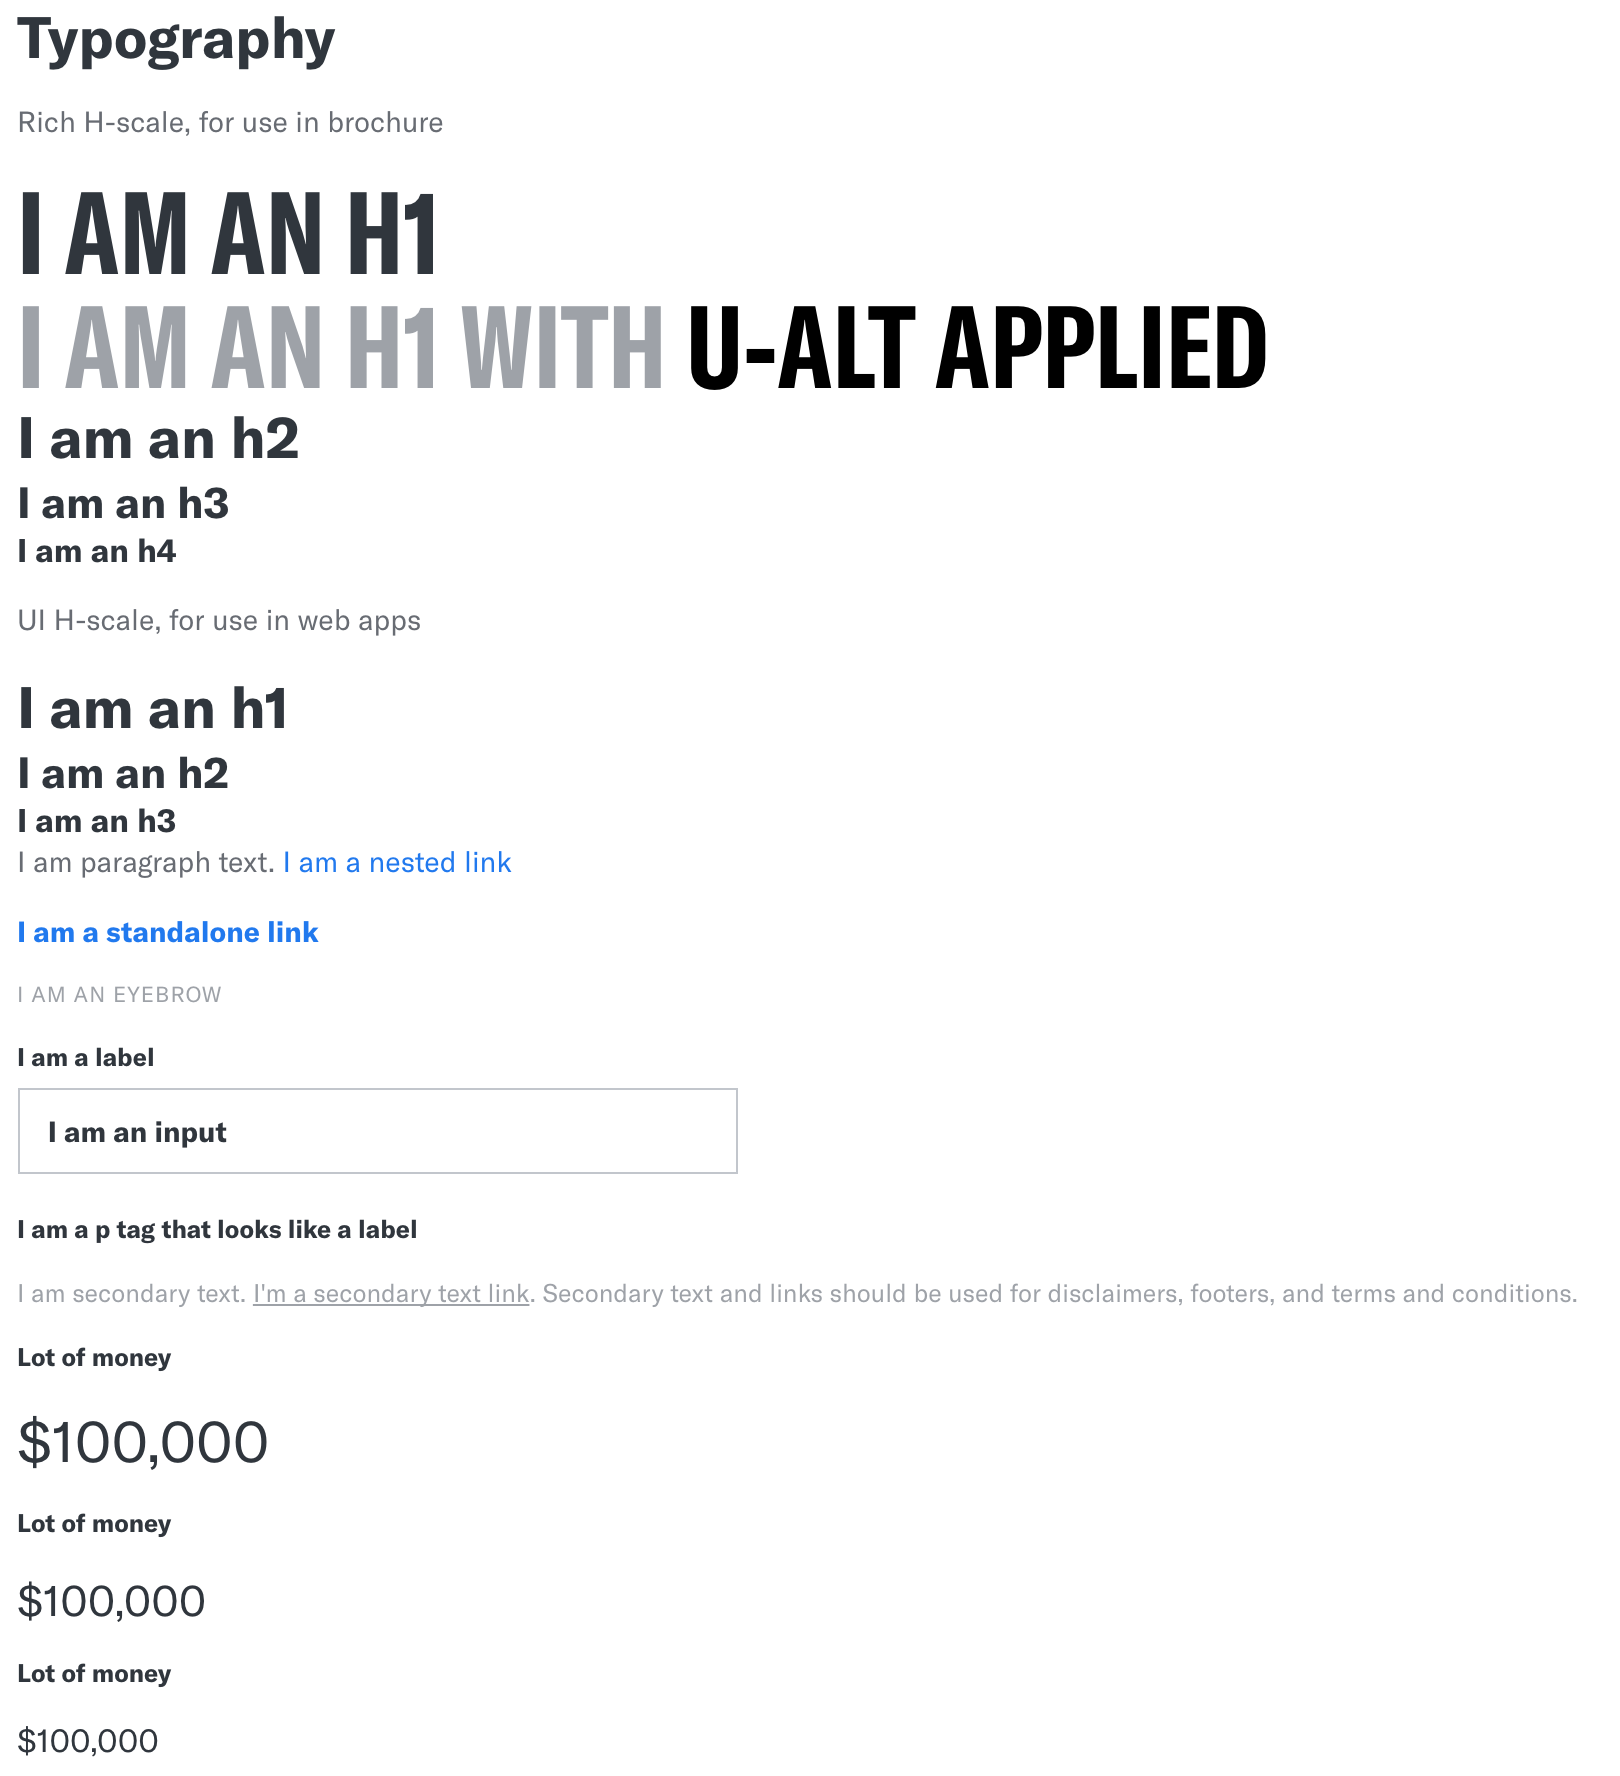 Typography
Rich H-scale, for use in brochure
I AM AN H1
I AM AN H1 WITH U-ALT APPLIED
I am an h2
I am an h3
I am an h4
UI H-scale, for use in web apps
I am an h1
I am an h2
I am an h3
I am paragraph text. I am a nested link
I am a standalone link
I AM AN EYEBROW
I am a label
I am an input
I am a p tag that looks like a label
I am secondary text. I'm a secondary text link. Secondary text and links should be used for disclaimers, footers, and terms and conditions.
Lot of money
$100,000
Lot of money
$100,000
Lot of money
$100,000